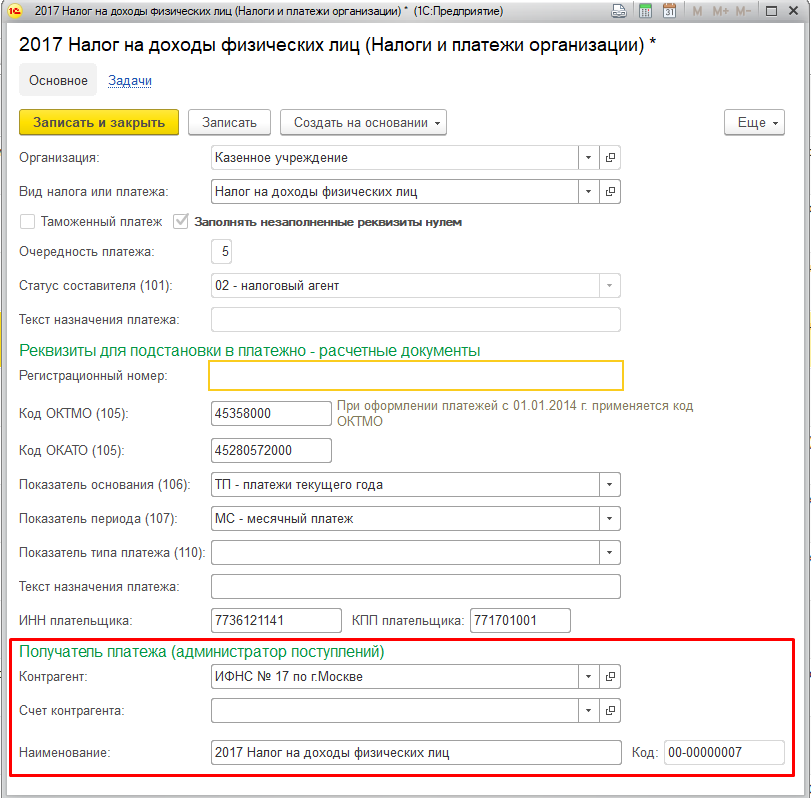 2017 Налог на доходы физических лиц (Налоги и платежи организации) * (1С:Предприятие) M M+ M-
2017 Налог на доходы физических лиц (Налоги и платежи организации) *
Основное Задачи
Записать и закрыть Записать Создать на основании Еще
Организация: Казенное учреждение
Вид налога или платежа: Налог на доходы физических лиц
Таможенный платеж Заполнять незаполненные реквизиты нулем
Очередность платежа: 5
Статус составителя (101): 02 - налоговый агент
Текст назначения платежа:
Реквизиты для подстановки в платежно - расчетные документы
Регистрационный номер:
Код ОКТМО (105): 45358000 При оформлении платежей с 01.01.2014 г. применяется код
ОКТМО
Код ОКАТО (105): 45280572000
Показатель основания (106): ТП - платежи текущего года
Показатель периода (107): МС - месячный платеж
Показатель типа платежа (110):
Текст назначения платежа:
ИНН плательщика: 7736121141 КПП плательщика: 771701001
Получатель платежа (администратор поступлений)
Контрагент: ИФНС № 17 по г.Москве
Счет контрагента:
Наименование: 2017 Налог на доходы физических лиц Код: 00-00000007